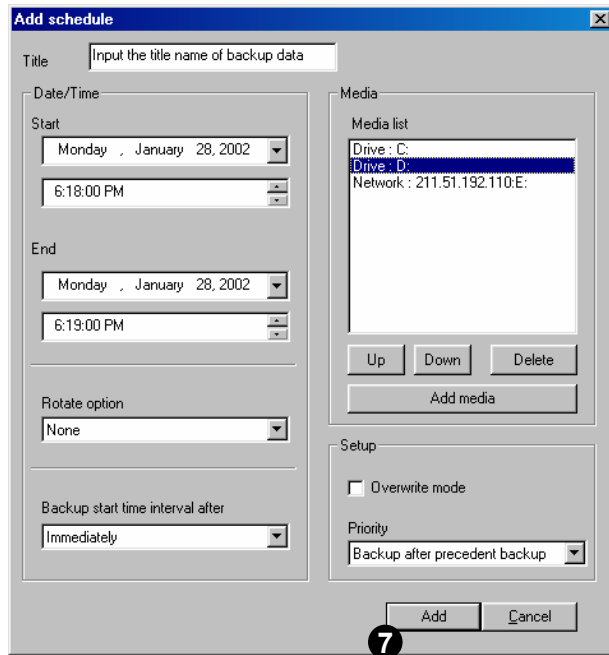 Add schedule
Title
Input the title name of backup data
Date/Time
Start
Monday , January 28, 2002
6:18:00 PM
End
Monday , January 28, 2002
6:19:00 PM
Rotate option
None
Backup start time interval after
Immediately
Media
Media list
Drive : C:
Drive : D:
Network : 211.51.192.110:E:
Up Down Delete
Add media
Setup
Overwrite mode
Priority
Backup after precedent backup
Add Cancel
7